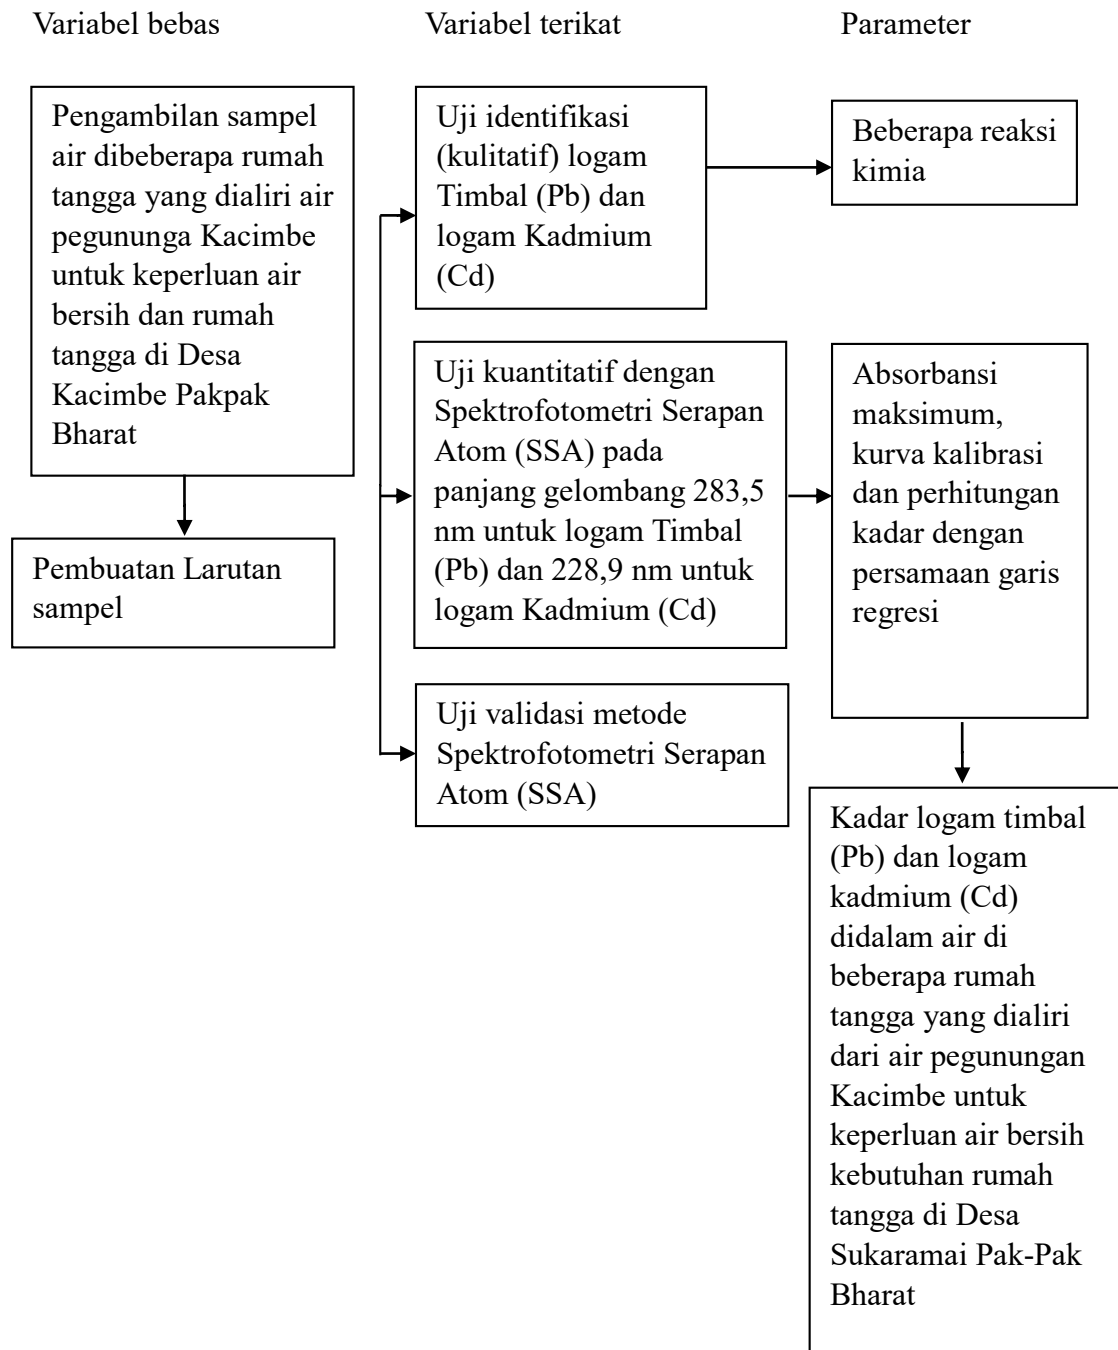 Variabel bebas
Variabel terikat
Parameter
Pengambilan sampel
air dibeberapa rumah
tangga yang dialiri air
pegununga Kacimbe
untuk keperluan air
bersih dan rumah
tangga di Desa
Kacimbe Pakpak
Bharat
Pembuatan Larutan
sampel
Uji identifikasi
(kulitatif) logam
Timbal (Pb) dan
logam Kadmium
(Cd)
Uji kuantitatif dengan
Spektrofotometri Serapan
Atom (SSA) pada
panjang gelombang 283,5
nm untuk logam Timbal
(Pb) dan 228,9 nm untuk
logam Kadmium (Cd)
Uji validasi metode
Spektrofotometri Serapan
Atom (SSA)
Beberapa reaksi
kimia
Absorbansi
maksimum,
kurva kalibrasi
dan perhitungan
kadar dengan
persamaan garis
regresi
Kadar logam timbal
(Pb) dan logam
kadmium (Cd)
didalam air di
beberapa rumah
tangga yang dialiri
dari air pegunungan
Kacimbe untuk
keperluan air bersih
kebutuhan rumah
tangga di Desa
Sukaramai Pak-Pak
Bharat